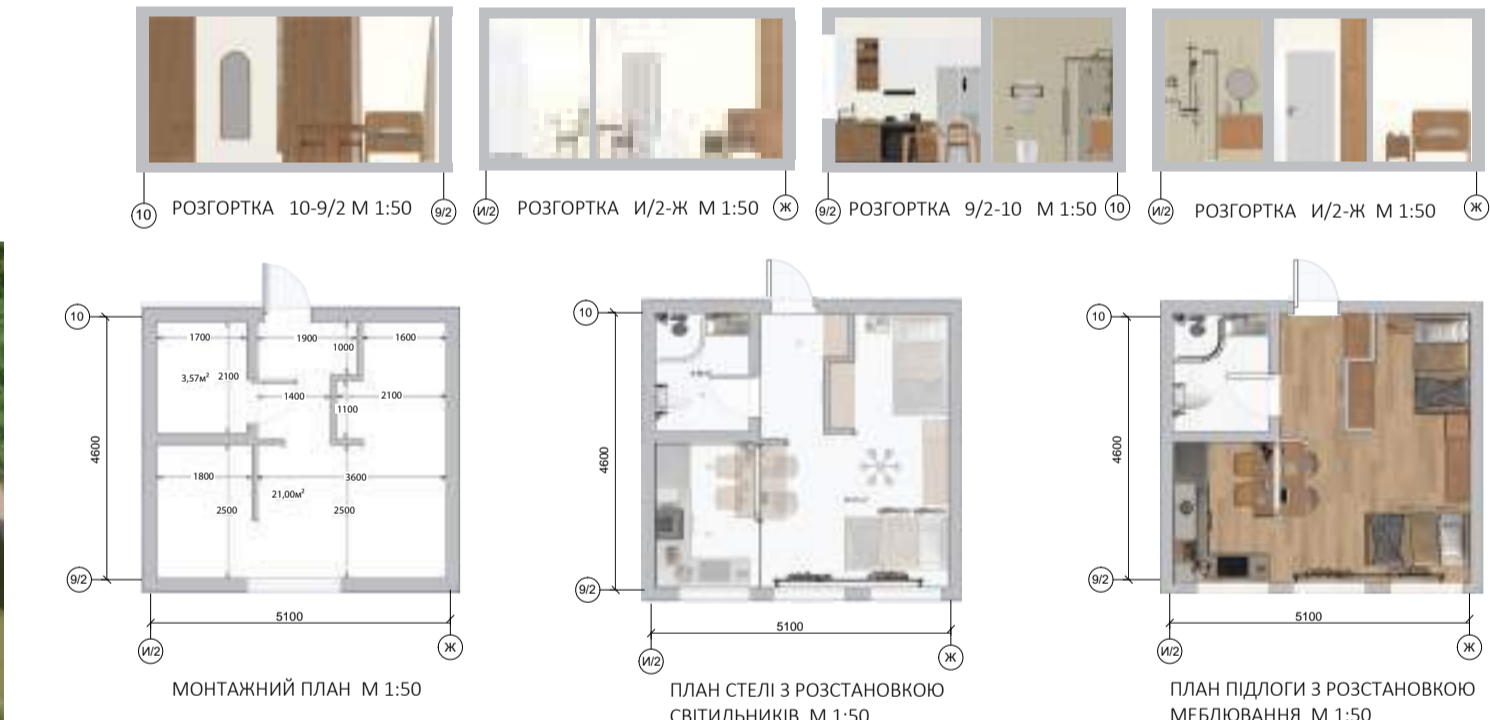 10 РОЗГОРТКА 10-9/2 М 1:50 9/2
И/2 РОЗГОРТКА И/2-Ж М 1:50 Ж
9/2 РОЗГОРТКА 9/2-10 М 1:50 10
И/2 РОЗГОРТКА И/2-Ж М 1:50 Ж
10
1700
1900
1000
1600
3,57м²
2100
1400
1100
2100
4600
1800
3600
21,00м²
2500
2500
9/2
5100
И/2
Ж
МОНТАЖНИЙ ПЛАН М 1:50
10
4600
9/2
5100
И/2
Ж
ПЛАН СТЕЛІ З РОЗСТАНОВКОЮ
СВІТИЛЬНИКІВ М 1:50
10
4600
9/2
5100
И/2
Ж
ПЛАН ПІДЛОГИ З РОЗСТАНОВКОЮ
МЕБЛЮВАННЯ М 1:50